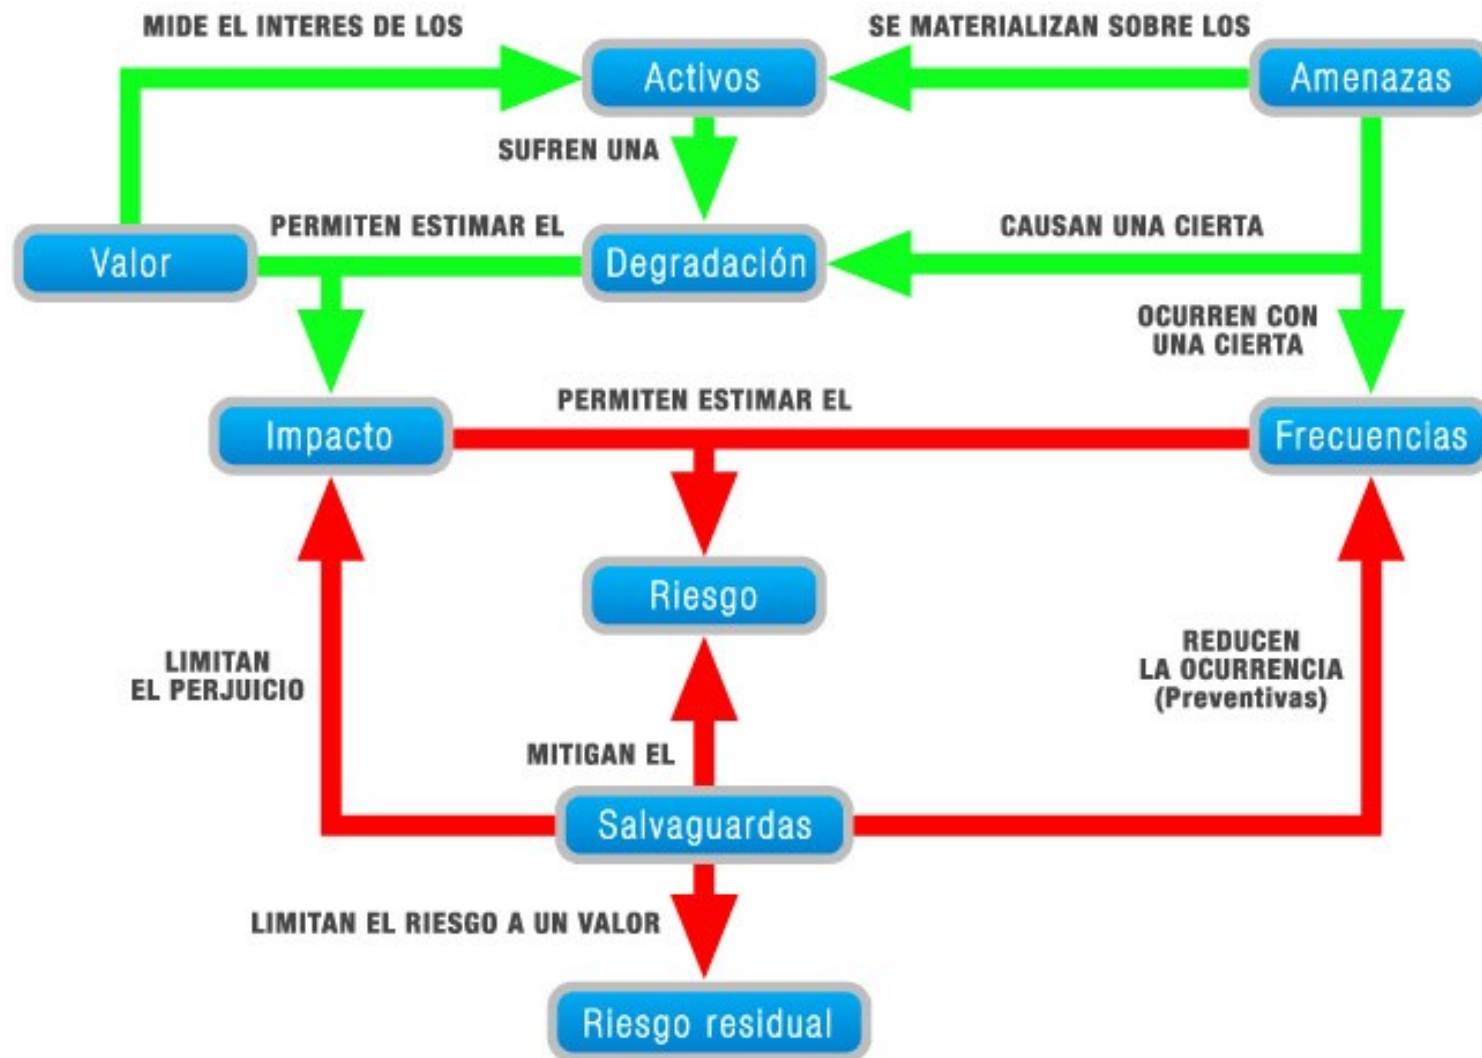 MIDE EL INTERES DE LOS
SE MATERIALIZAN SOBRE LOS
Activos
Amenazas
SUFREN UNA
PERMITEN ESTIMAR EL
CAUSAN UNA CIERTA
Valor
Degradación
OCURREN CON
UNA CIERTA
PERMITEN ESTIMAR EL
Impacto
Frecuencias
Riesgo
LIMITAN
EL PERJUICIO
REDUCEN
LA OCURRENCIA
(Preventivas)
MITIGAN EL
Salvaguardas
LIMITAN EL RIESGO A UN VALOR
Riesgo residual